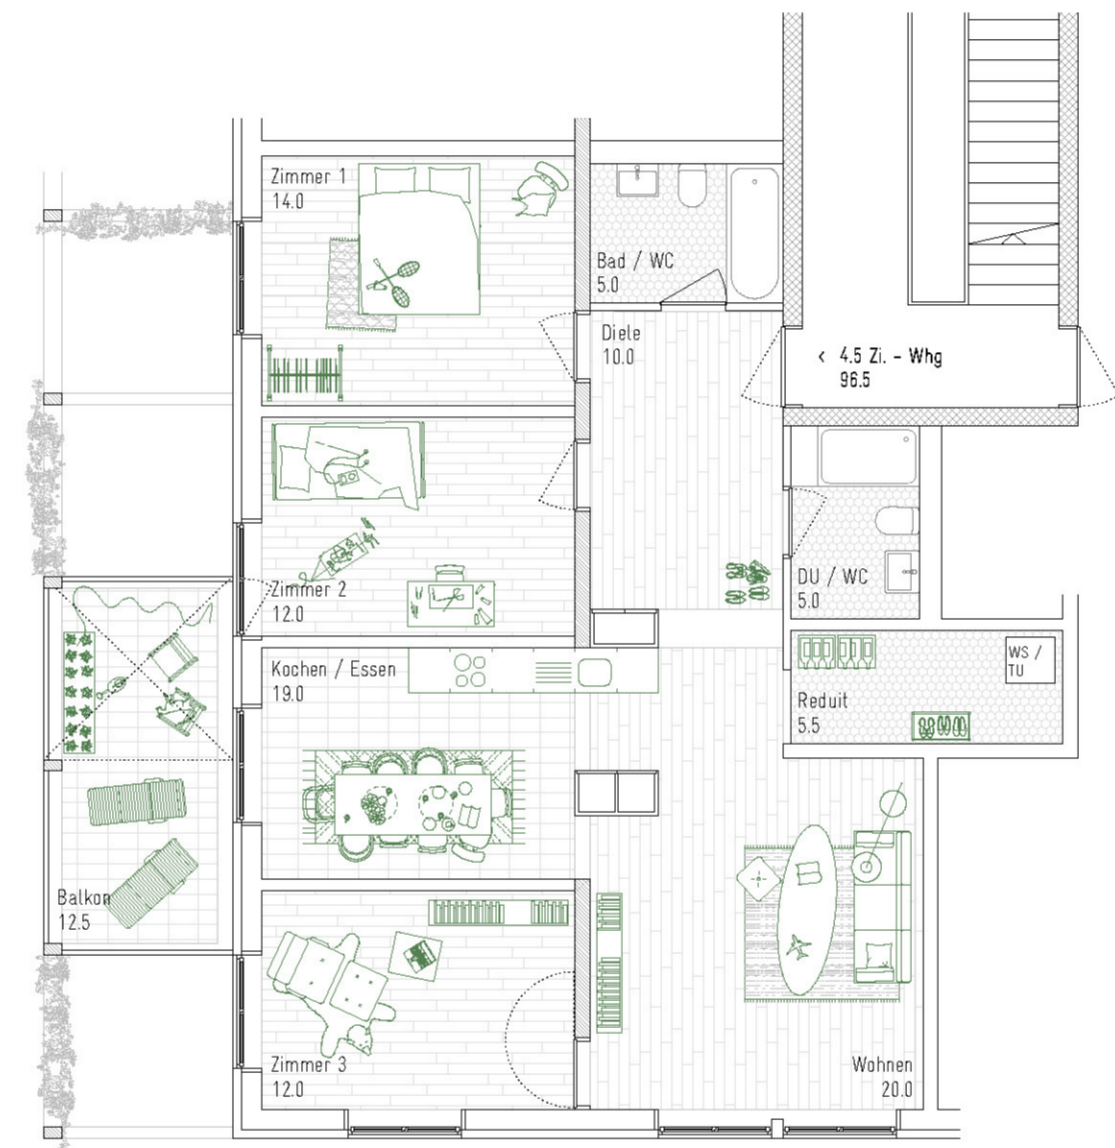 Zimmer 1
14.0
Bad / WC
5.0
Diele
10.0
< 4.5 Zi. - Whg
96.5
Zimmer 2
12.0
DU / WC
5.0
Kochen / Essen
19.0
WS /
TU
Reduit
5.5
Balkon
12.5
Zimmer 3
12.0
Wohnen
20.0